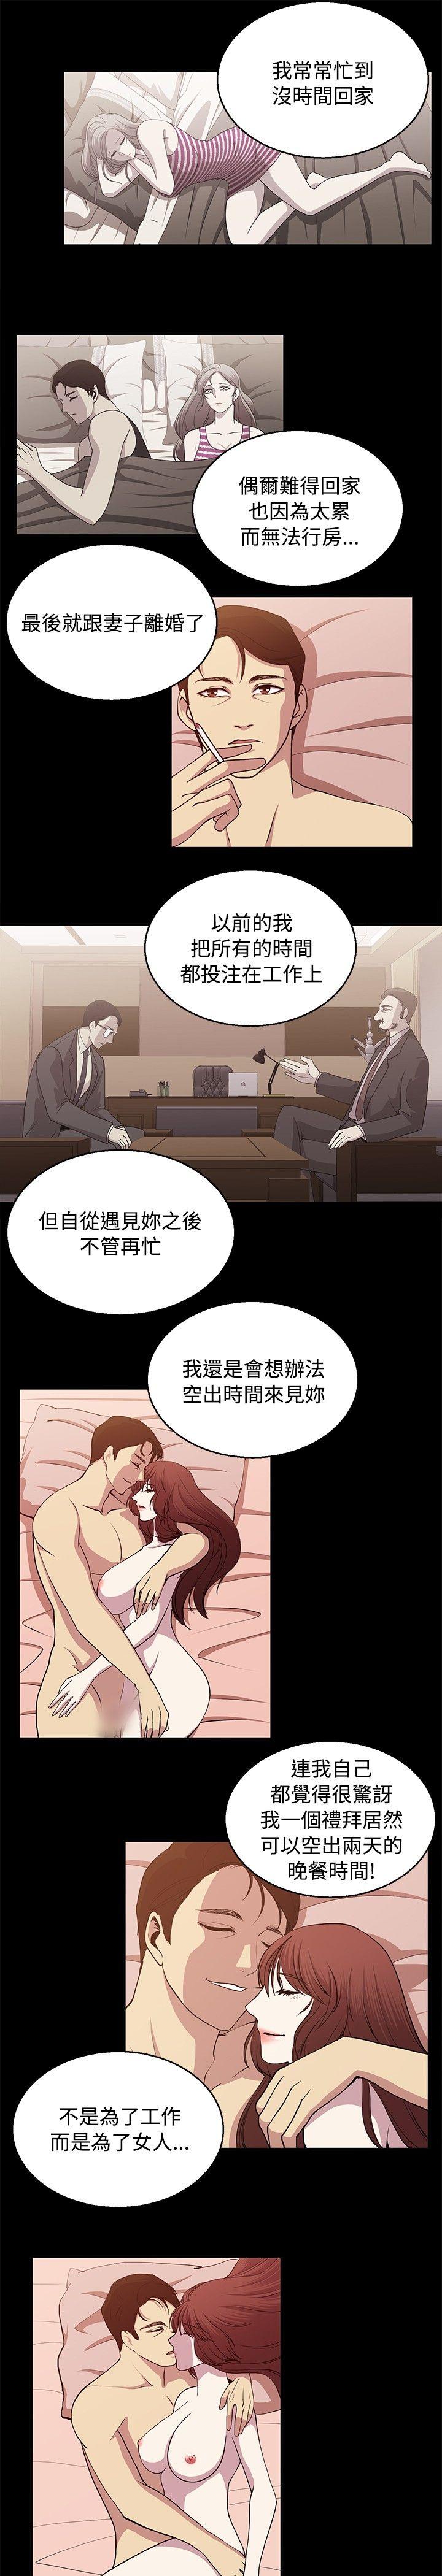 我常常忙到
沒時間回家
偶爾難得回家
也因為太累
而無法行房...
最後就跟妻子離婚了
以前的我
把所有的時間
都投注在工作上
但自從遇見妳之後
不管再忙
我還是會想辦法
空出時間來見妳
連我自己
都覺得很驚訝
我一個禮拜居然
可以空出兩天的
晚餐時間!
不是為了工作
而是為了女人...